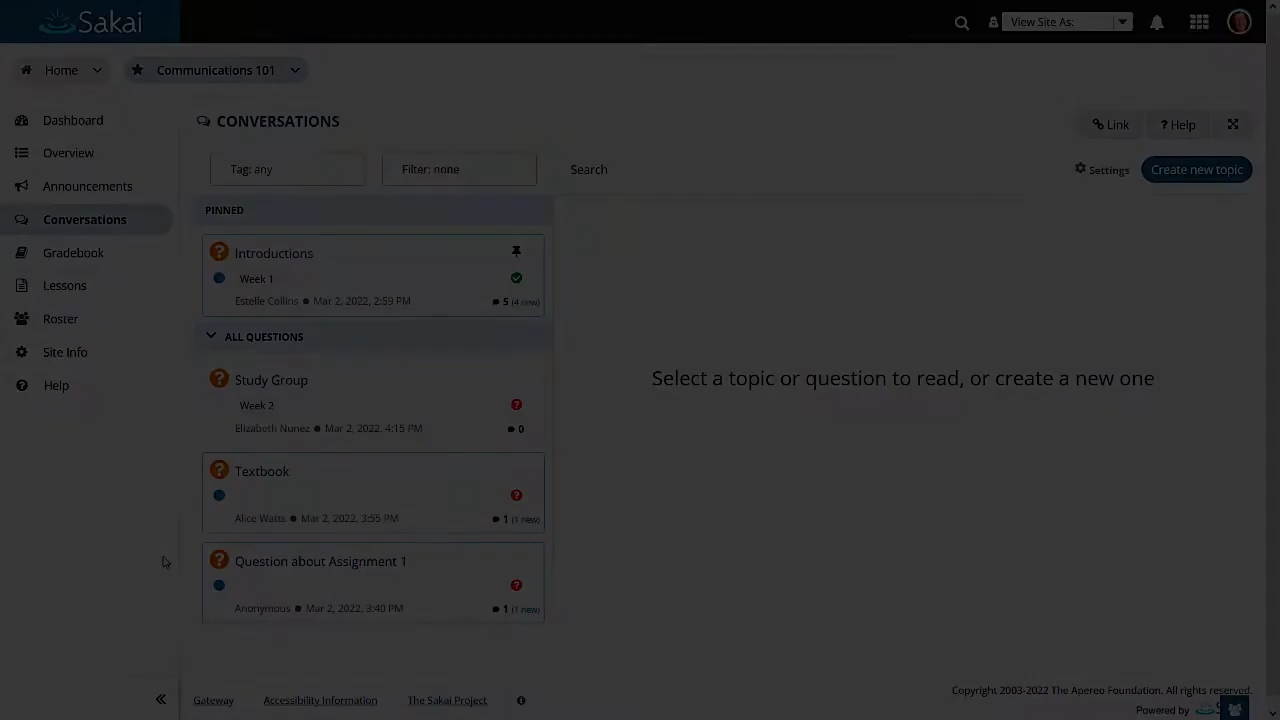 Sakai
View Site As:
Home
Communications 101
Dashboard
Overview
Announcements
Conversations
Gradebook
Lessons
Roster
Site Info
Help
CONVERSATIONS
Link
? Help
Tag: any
Filter: none
Search
Settings
Create new topic
PINNED
Introductions
Week 1
Estelle Collins ● Mar 2, 2022, 2:59 PM
5 (4 new)
ALL QUESTIONS
Study Group
Week 2
Elizabeth Nunez ● Mar 2, 2022, 4:15 PM
0
Textbook
Alice Watts ● Mar 2, 2022, 3:55 PM
1 (1 new)
Question about Assignment 1
Anonymous ● Mar 2, 2022, 3:40 PM
1 (1 new)
Select a topic or question to read, or create a new one
Gateway
Accessibility Information
The Sakai Project
Copyright 2003-2022 The Apereo Foundation. All rights reserved.
Powered by